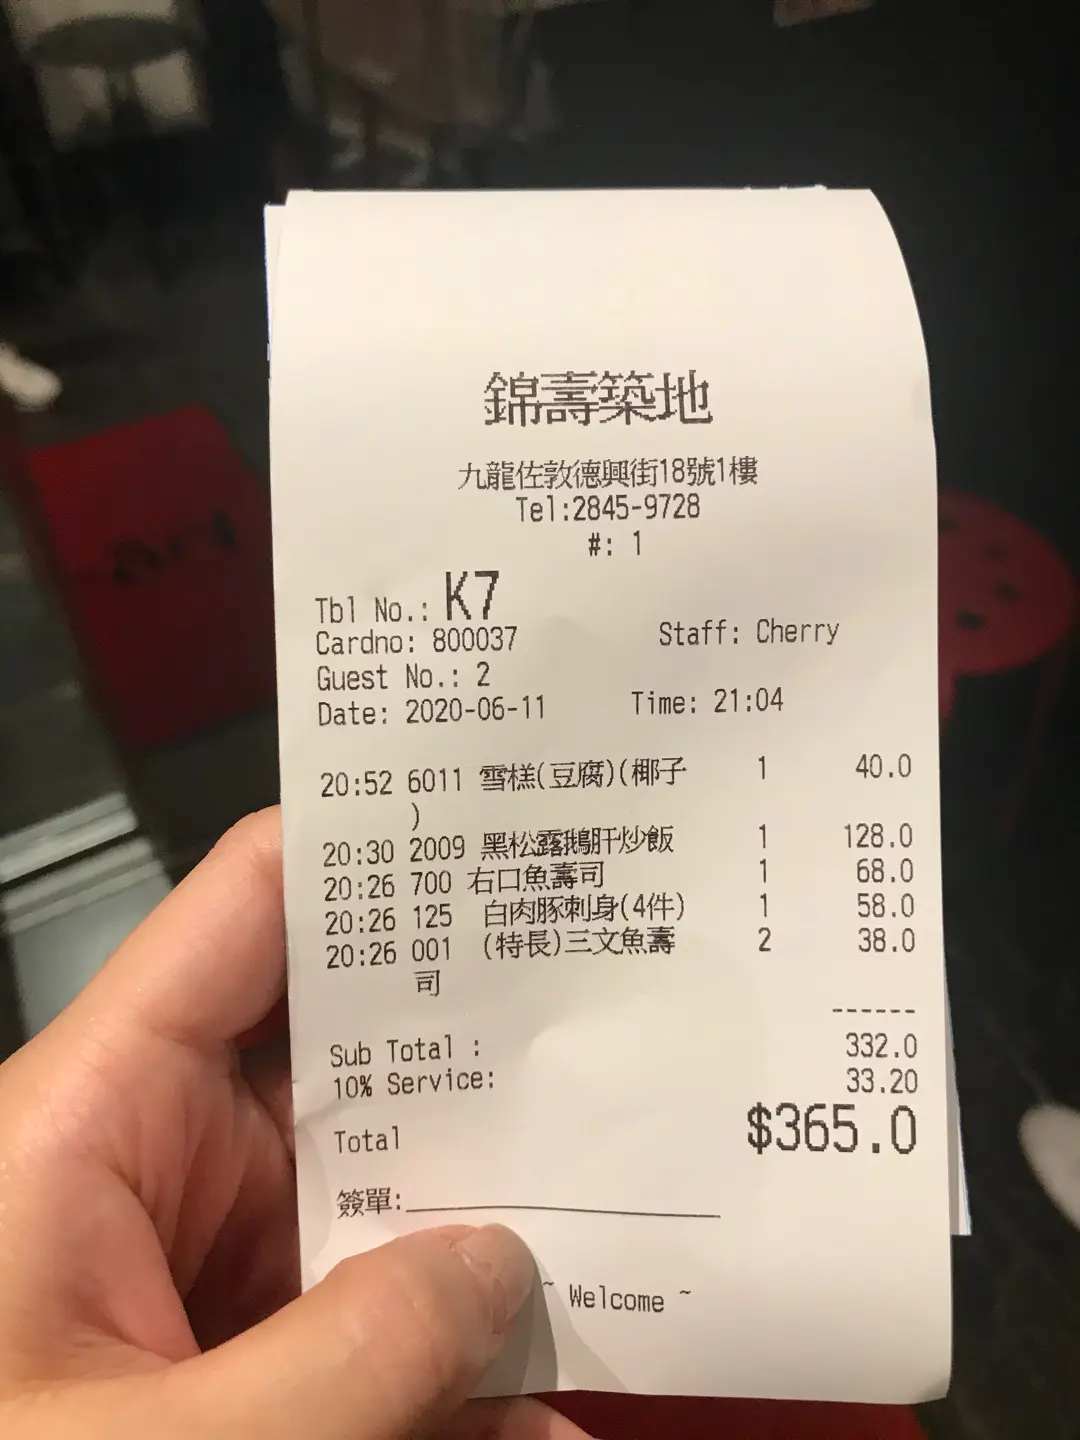 錦壽築地
九龍佐敦德興街18號1樓
Tel:2845-9728
#: 1
Tbl No.: K7
Cardno: 800037 Staff: Cherry
Guest No.: 2
Date: 2020-06-11 Time: 21:04
20:52 6011 雪糕(豆腐)(椰子 1 40.0
)
20:30 2009 黑松露鵝肝炒飯 1 128.0
20:26 700 右口魚壽司 1 68.0
20:26 125 白肉豚刺身(4件) 1 58.0
20:26 001 (特長)三文魚壽 2 38.0
司
------
Sub Total : 332.0
10% Service: 33.20
Total $365.0
簽單:
~ Welcome ~